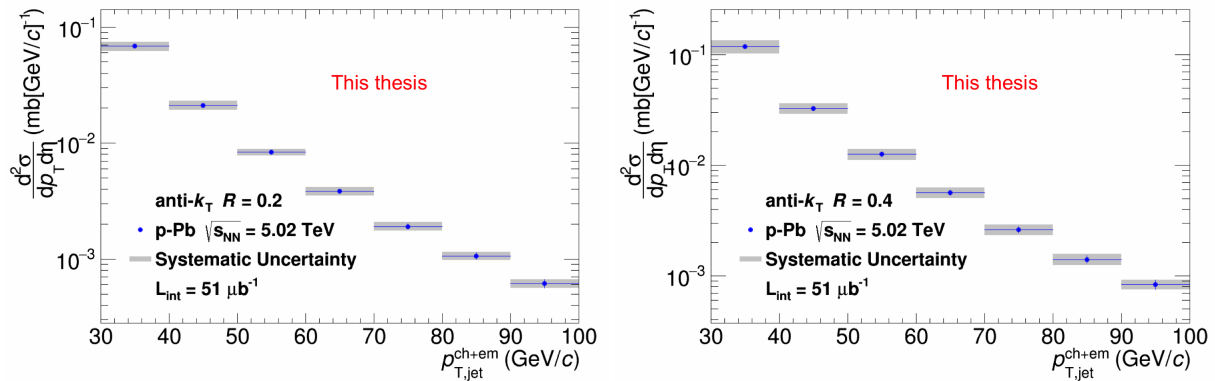 d²σ
dp_T dη (mb[GeV/c]⁻¹)
10⁻¹
10⁻²
10⁻³
This thesis
anti-k_T R = 0.2
p-Pb √s_NN = 5.02 TeV
Systematic Uncertainty
L_int = 51 μb⁻¹
30 40 50 60 70 80 90 100
p_T,jet^ch+em (GeV/c)
d²σ
dp_T dη (mb[GeV/c]⁻¹)
10⁻¹
10⁻²
10⁻³
This thesis
anti-k_T R = 0.4
p-Pb √s_NN = 5.02 TeV
Systematic Uncertainty
L_int = 51 μb⁻¹
30 40 50 60 70 80 90 100
p_T,jet^ch+em (GeV/c)